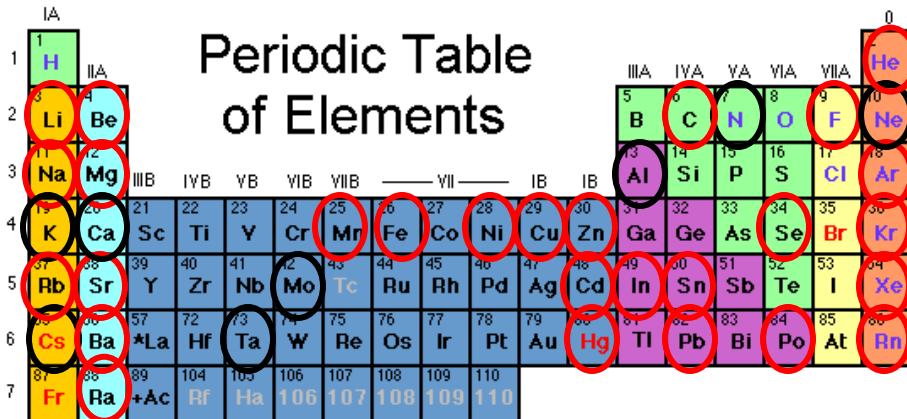 IA 0
1 1 H Periodic Table He
IIA IIIA IVA VA VIA VIIA
2 3 Li 4 Be of Elements 5 B 6 C 7 N 8 O 9 F 10 Ne
3 11 Na 12 Mg IIIB IVB VB VIB VIIB VII IB IB 13 Al 14 Si 15 P 16 S 17 Cl 18 Ar
4 19 K 20 Ca 21 Sc 22 Ti 23 V 24 Cr 25 Mn 26 Fe 27 Co 28 Ni 29 Cu 30 Zn 31 Ga 32 Ge 33 As 34 Se 35 Br 36 Kr
5 37 Rb 38 Sr 39 Y 40 Zr 41 Nb 42 Mo 43 Tc 44 Ru 45 Rh 46 Pd 47 Ag 48 Cd 49 In 50 Sn 51 Sb 52 Te 53 I 54 Xe
6 55 Cs 56 Ba 57 *La 72 Hf 73 Ta 74 W 75 Re 76 Os 77 Ir 78 Pt 79 Au 80 Hg 81 Tl 82 Pb 83 Bi 84 Po 85 At 86 Rn
7 87 Fr 88 Ra 89 +Ac 104 Rf 105 Ha 106 106 107 107 108 108 109 109 110 110